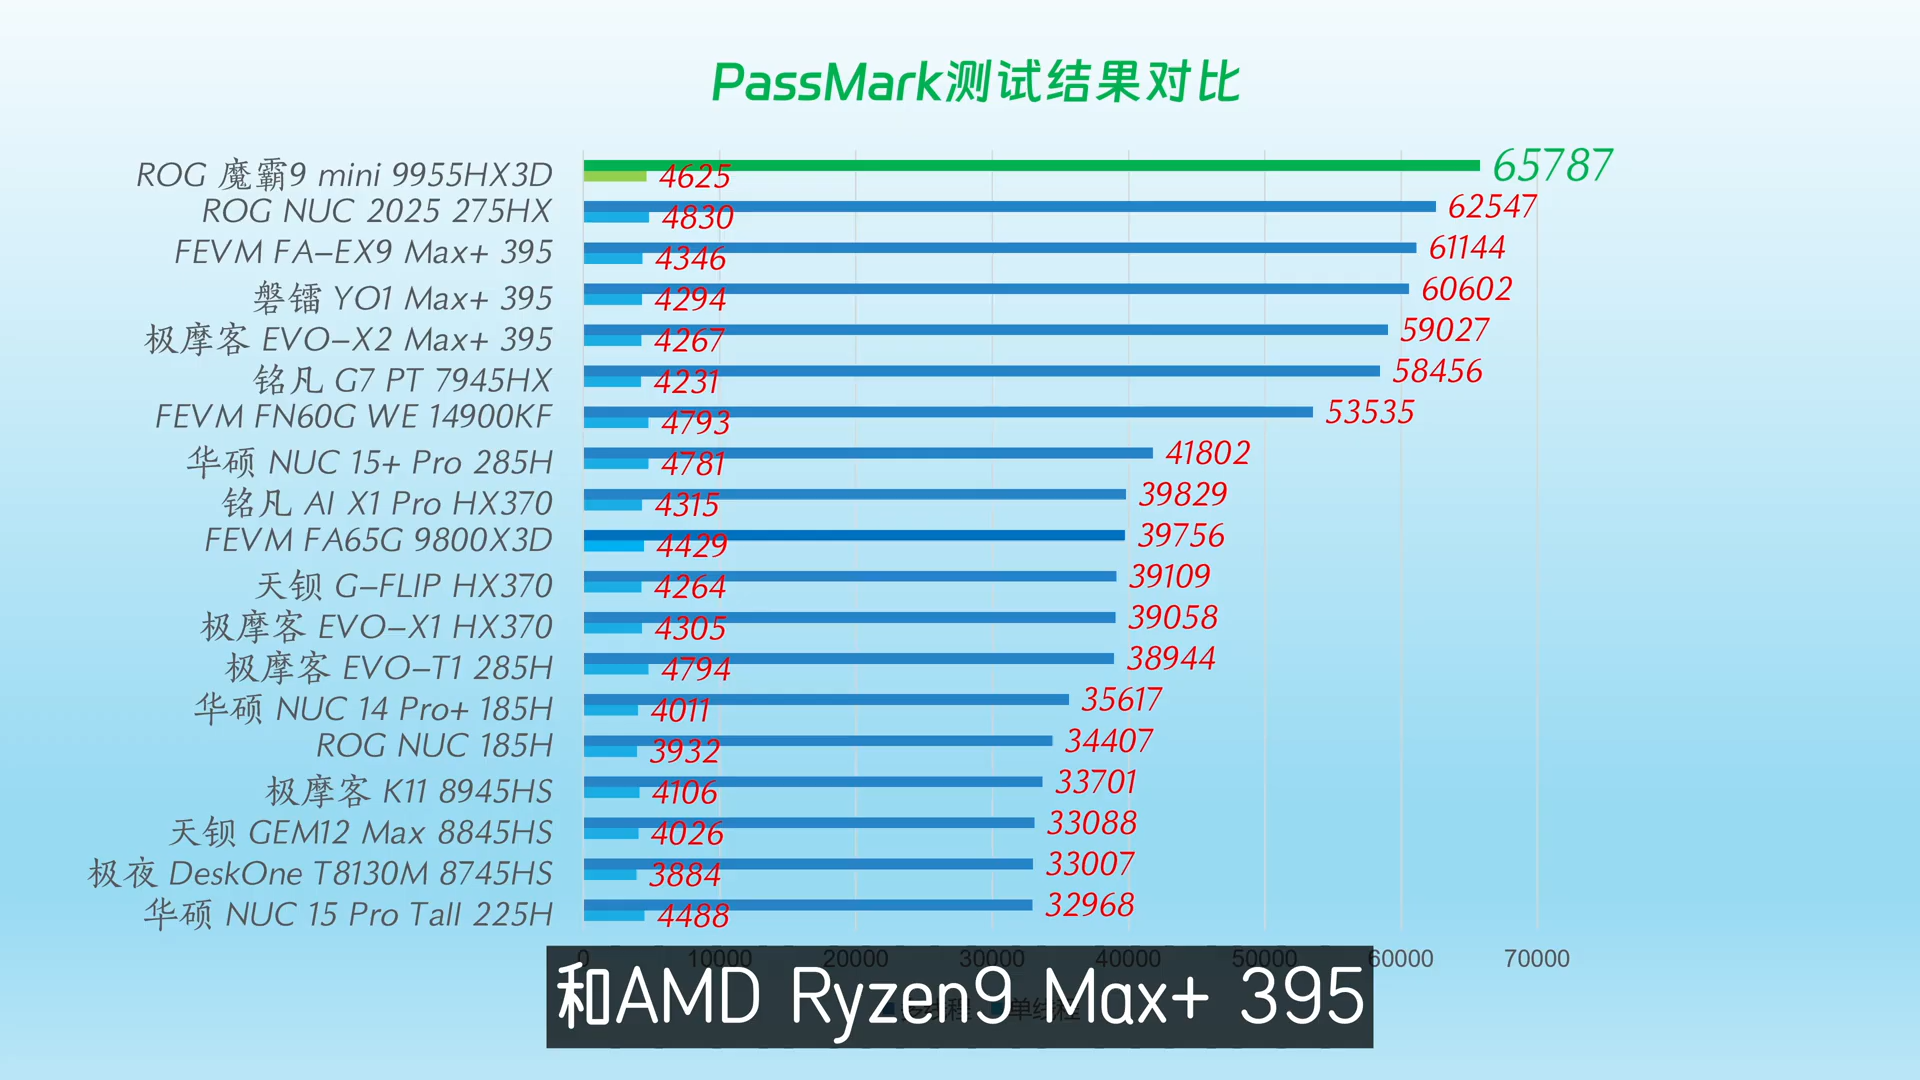 PassMark测试结果对比
ROG 魔霸9 mini 9955HX3D 65787 4625
ROG NUC 2025 275HX 62547 4830
FEVM FA-EX9 Max+ 395 61144 4346
磐镭 YO1 Max+ 395 60602 4294
极摩客 EVO-X2 Max+ 395 59027 4267
铭凡 G7 PT 7945HX 58456 4231
FEVM FN60G WE 14900KF 53535 4793
华硕 NUC 15+ Pro 285H 41802 4781
铭凡 AI X1 Pro HX370 39829 4315
FEVM FA65G 9800X3D 39756 4429
天钡 G-FLIP HX370 39109 4264
极摩客 EVO-X1 HX370 39058 4305
极摩客 EVO-T1 285H 38944 4794
华硕 NUC 14 Pro+ 185H 35617 4011
ROG NUC 185H 34407 3932
极摩客 K11 8945HS 33701 4106
天钡 GEM12 Max 8845HS 33088 4026
极夜 DeskOne T8130M 8745HS 33007 3884
华硕 NUC 15 Pro Tall 225H 32968 4488
0 10000 20000 30000 40000 50000 60000 70000
多线程 单线程
和AMD Ryzen9 Max+ 395